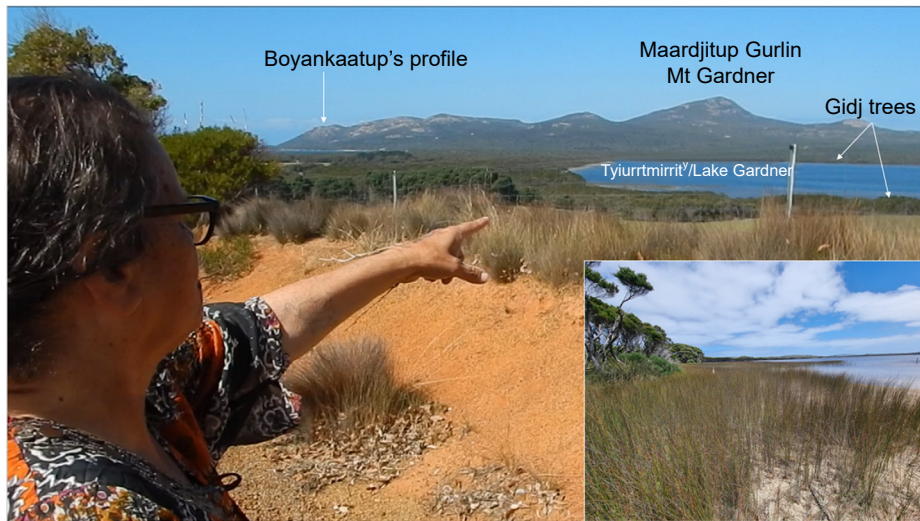 Boyankaatup's profile
Maardjitup Gurlin
Mt Gardner
Gidj trees
Tyiurrtmirritʸ/Lake Gardner